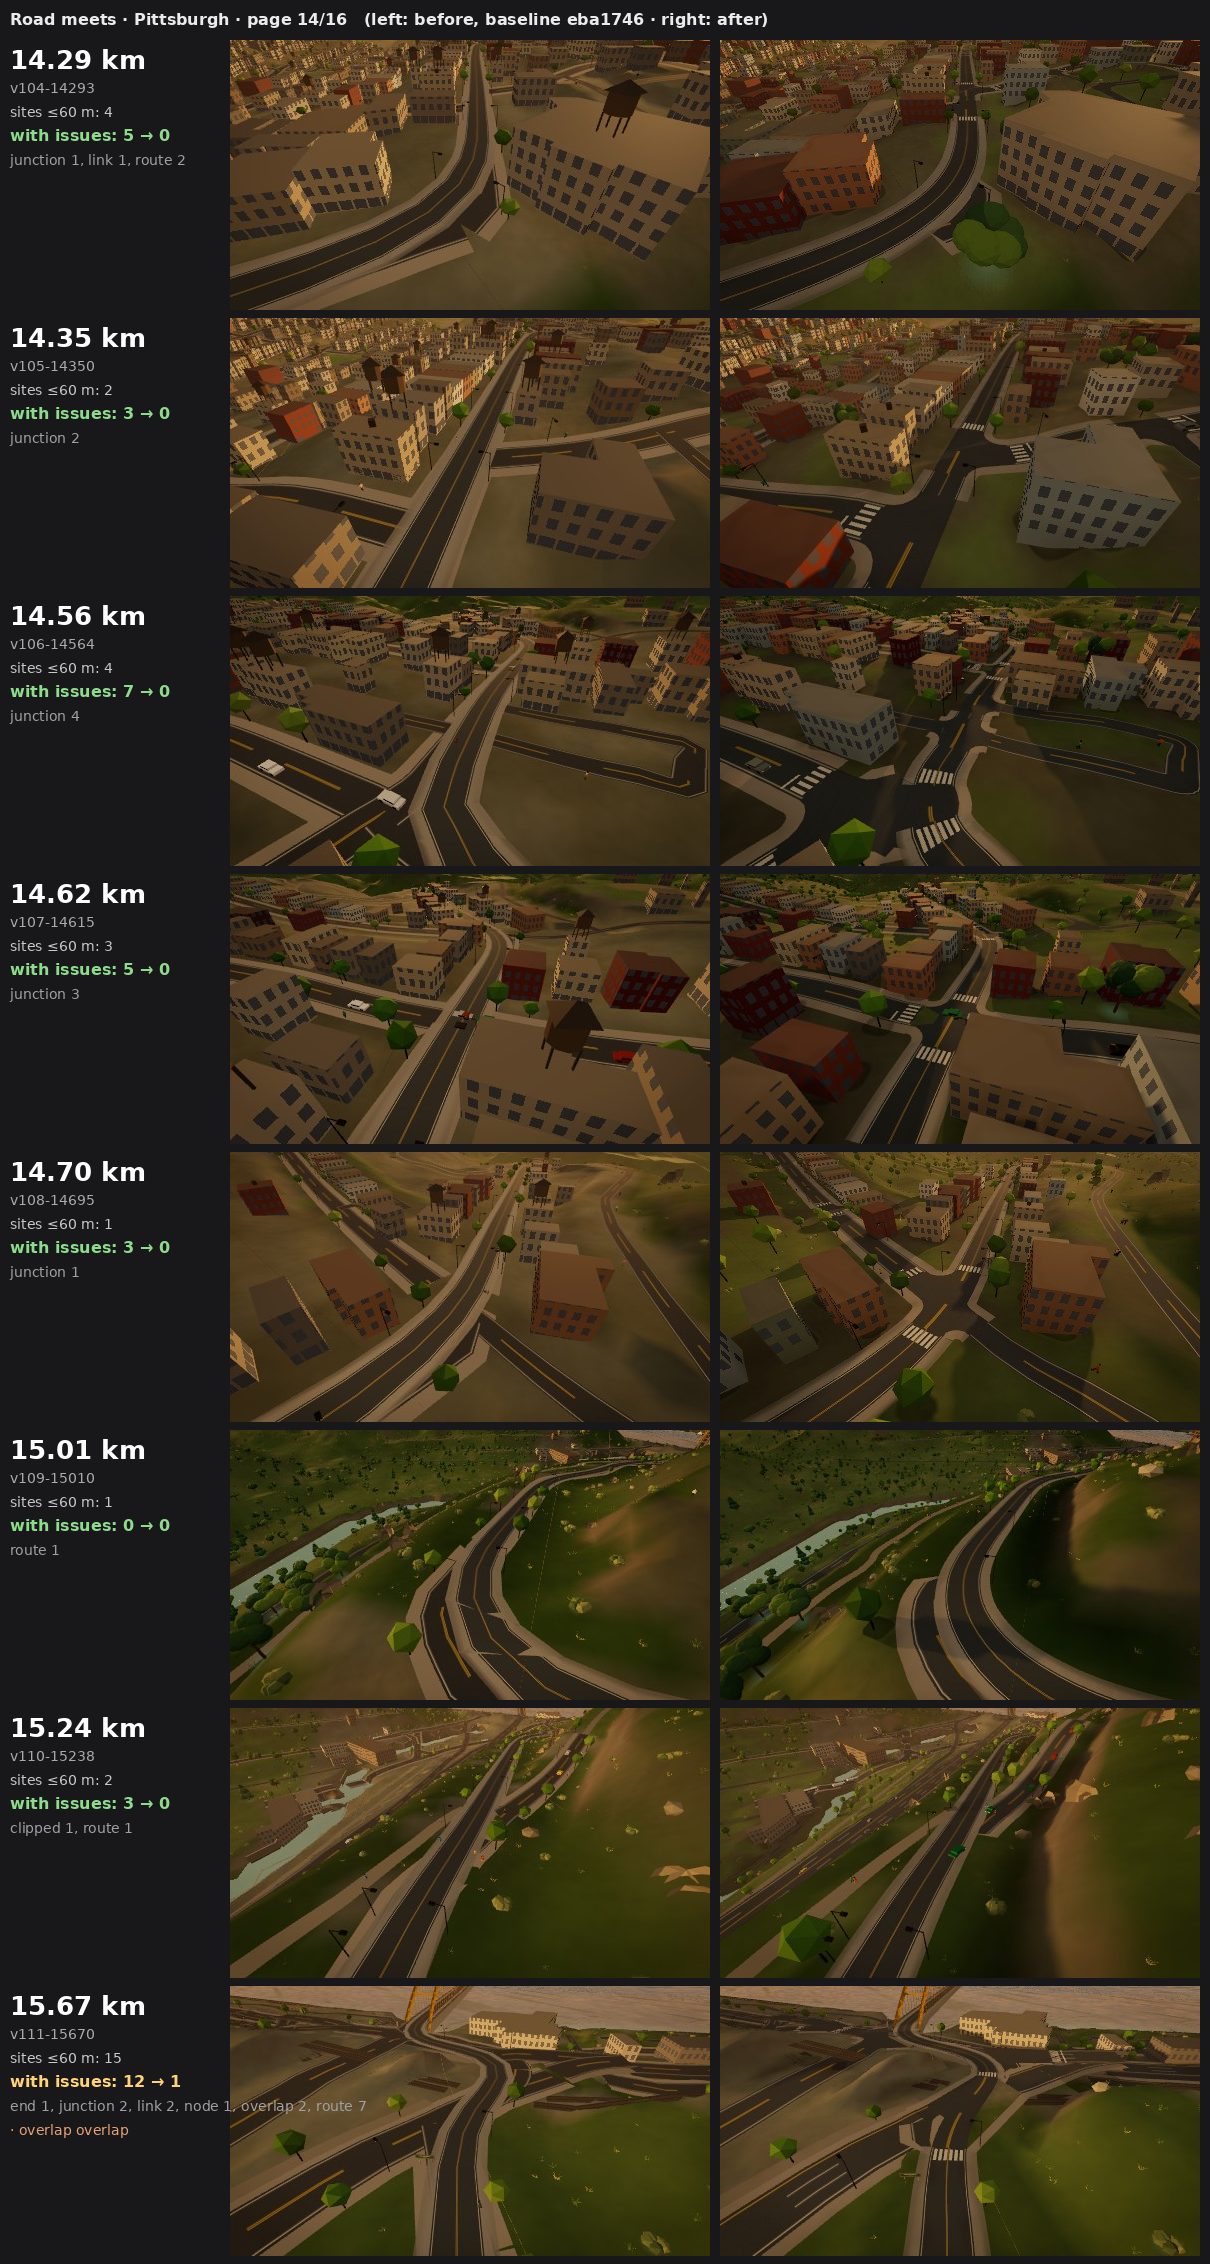 Road meets · Pittsburgh · page 14/16 (left: before, baseline eba1746 · right: after)
14.29 km
v104-14293
sites ≤60 m: 4
with issues: 5 → 0
junction 1, link 1, route 2
14.35 km
v105-14350
sites ≤60 m: 2
with issues: 3 → 0
junction 2
14.56 km
v106-14564
sites ≤60 m: 4
with issues: 7 → 0
junction 4
14.62 km
v107-14615
sites ≤60 m: 3
with issues: 5 → 0
junction 3
14.70 km
v108-14695
sites ≤60 m: 1
with issues: 3 → 0
junction 1
15.01 km
v109-15010
sites ≤60 m: 1
with issues: 0 → 0
route 1
15.24 km
v110-15238
sites ≤60 m: 2
with issues: 3 → 0
clipped 1, route 1
15.67 km
v111-15670
sites ≤60 m: 15
with issues: 12 → 1
end 1, junction 2, link 2, node 1, overlap 2, route 7
· overlap overlap